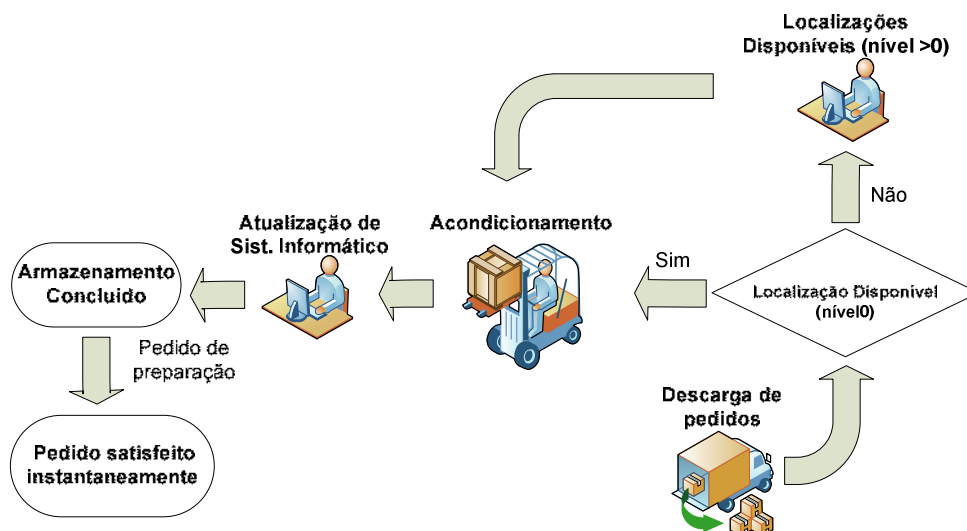 Localizações
Disponíveis (nível >0)
Não
Acondicionamento
Atualização de
Sist. Informático
Sim
Armazenamento
Concluido
Localização Disponível
(nível0)
Pedido de
preparação
Descarga de
pedidos
Pedido satisfeito
instantaneamente